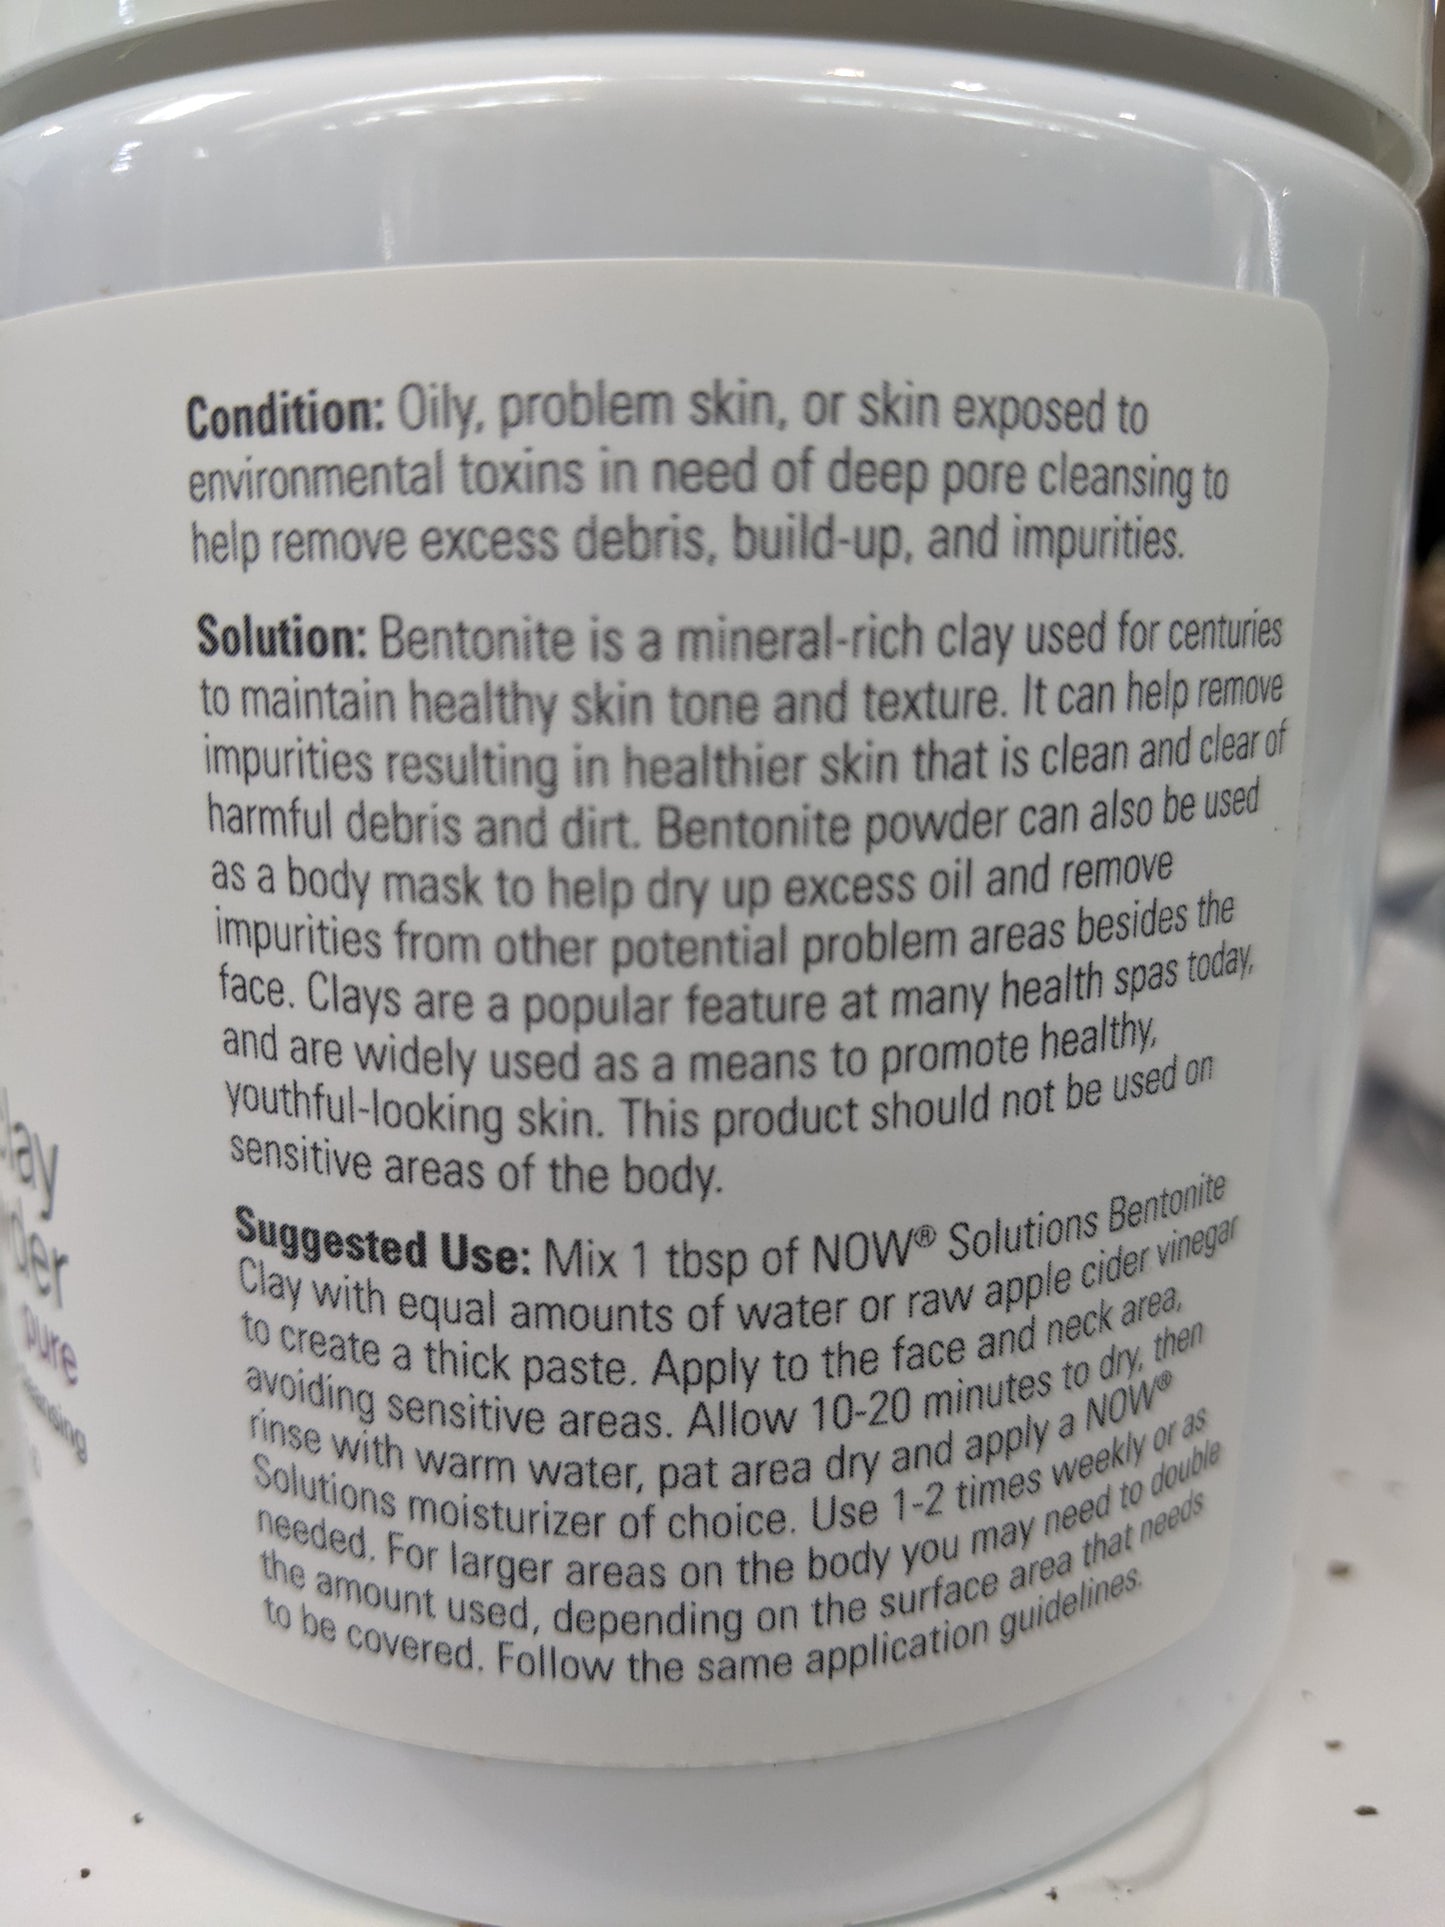 Condition: Oily, problem skin, or skin exposed to
environmental toxins in need of deep pore cleansing to
help remove excess debris, build-up, and impurities.
Solution: Bentonite is a mineral-rich clay used for centuries
to maintain healthy skin tone and texture. It can help remove
impurities resulting in healthier skin that is clean and clear of
harmful debris and dirt. Bentonite powder can also be used
as a body mask to help dry up excess oil and remove
impurities from other potential problem areas besides the
face. Clays are a popular feature at many health spas today,
and are widely used as a means to promote healthy,
youthful-looking skin. This product should not be used on
sensitive areas of the body.
Suggested Use: Mix 1 tbsp of NOW® Solutions Bentonite
Clay with equal amounts of water or raw apple cider vinegar
to create a thick paste. Apply to the face and neck area,
avoiding sensitive areas. Allow 10-20 minutes to dry, then
rinse with warm water, pat area dry and apply a NOW®
Solutions moisturizer of choice. Use 1-2 times weekly or as
needed. For larger areas on the body you may need to double
the amount used, depending on the surface area that needs
to be covered. Follow the same application guidelines.
pure